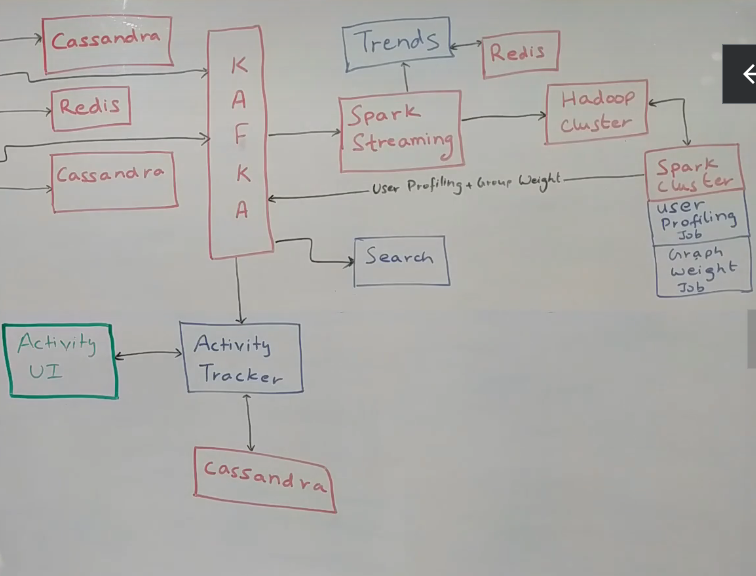 Cassandra
Redis
Cassandra
K
A
F
K
A
Trends
Redis
Spark
Streaming
Hadoop
Cluster
Spark
Cluster
User
Profiling
Job
Graph
Weight
Job
User Profiling + Group Weight
Search
Activity
UI
Activity
Tracker
Cassandra